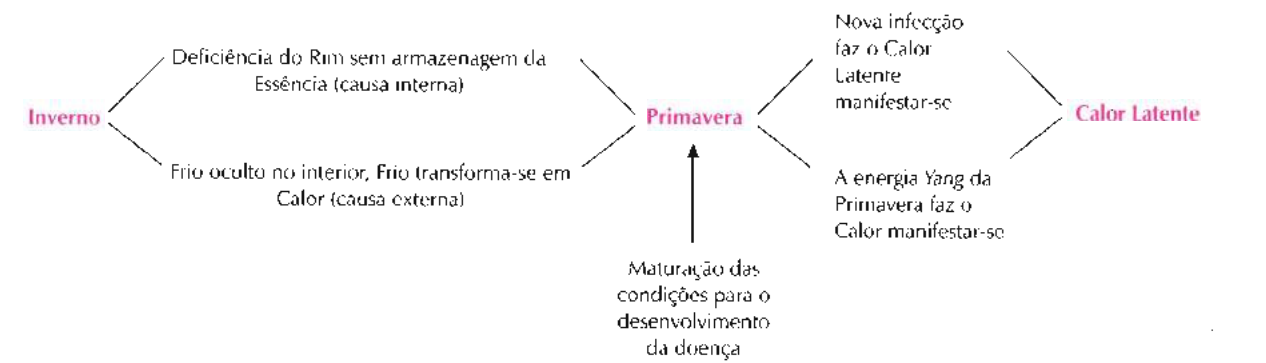 Inverno
Deficiência do Rim sem armazenagem da
Essência (causa interna)
Frio oculto no interior, Frio transforma-se em
Calor (causa externa)
Primavera
Maturação das
condições para o
desenvolvimento
da doença
Nova infecção
faz o Calor
Latente
manifestar-se
A energia Yang da
Primavera faz o
Calor manifestar-se
Calor Latente